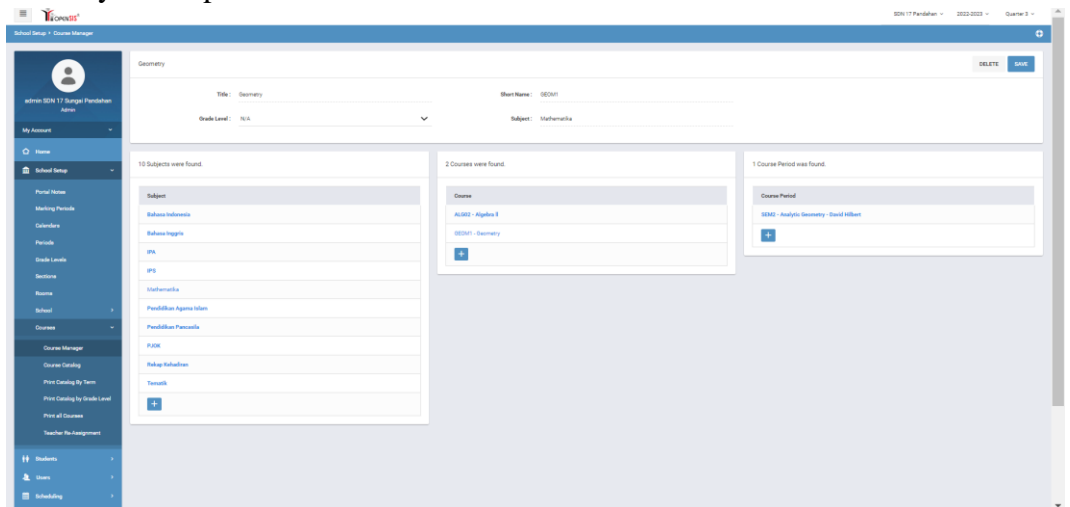 OPENSIS
SDN 17 Pandahan 2022-2023 Quarter 3
School Setup • Course Manager
admin SDN 17 Sungai Pandahan
Admin
My Account
Home
School Setup
Portal Notes
Marking Periods
Calendars
Periods
Grade Levels
Sections
Rooms
School
Courses
Course Manager
Course Catalog
Print Catalog By Term
Print Catalog by Grade Level
Print all Courses
Teacher Re-Assignment
Students
Users
Scheduling
Geometry
DELETE SAVE
Title : Geometry
Short Name : GEOM1
Grade Level : N/A
Subject : Mathematika
10 Subjects were found.
Subject
Bahasa Indonesia
Bahasa Inggris
IPA
IPS
Mathematika
Pendidikan Agama Islam
Pendidikan Pancasila
PJOK
Rekap Kehadiran
Tematik
2 Courses were found.
Course
ALG02 - Algebra II
GEOM1 - Geometry
1 Course Period was found.
Course Period
SEM2 - Analytic Geometry - David Hilbert